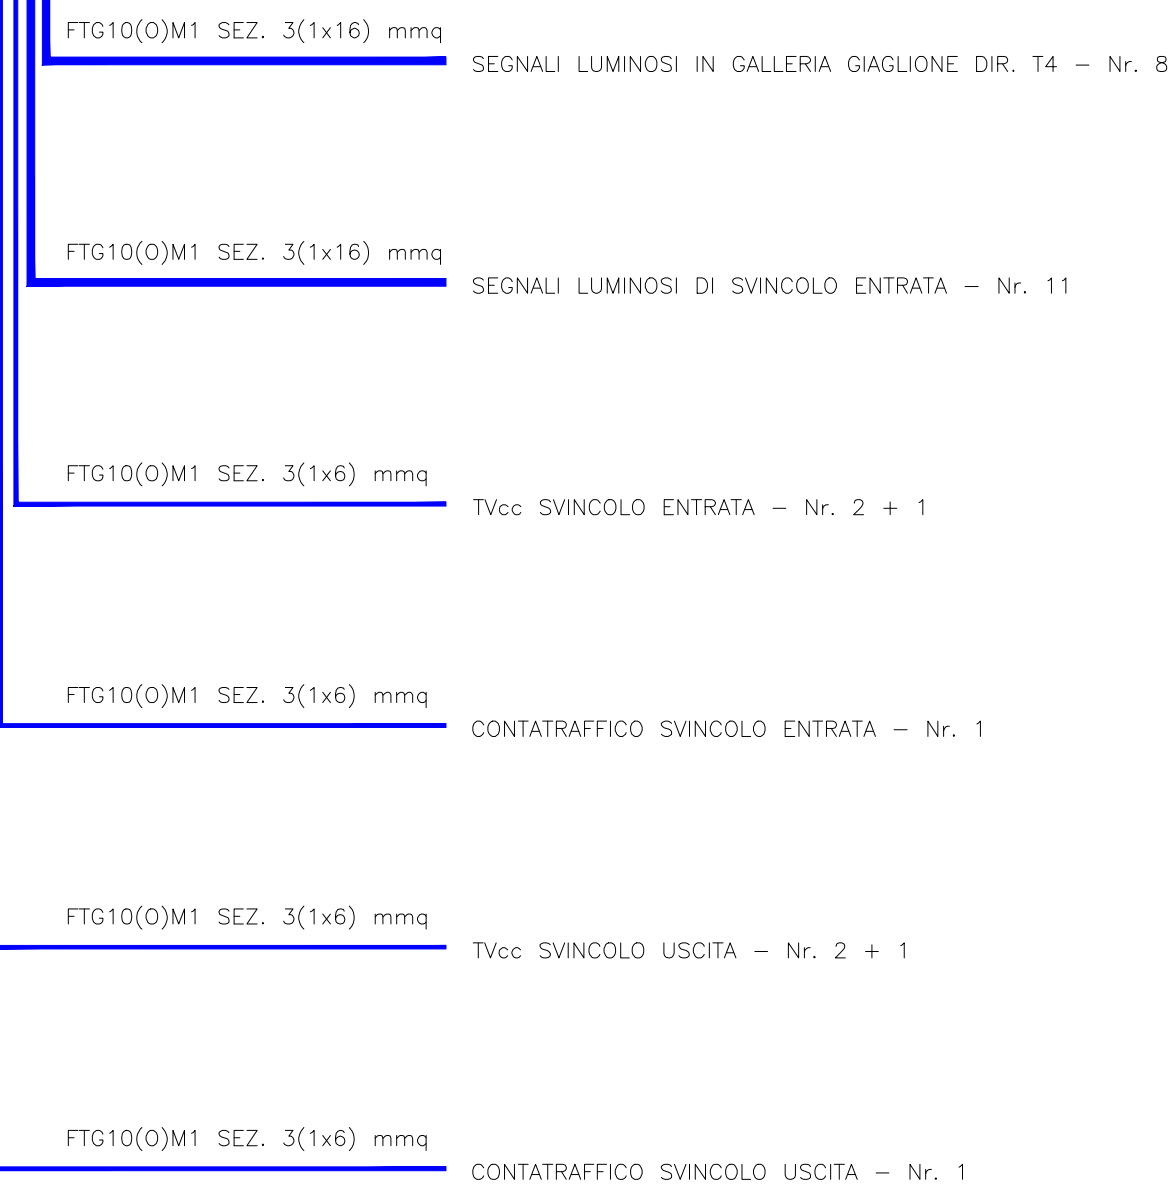 FTG10(O)M1 SEZ. 3(1x16) mmq
SEGNALI LUMINOSI IN GALLERIA GIAGLIONE DIR. T4 – Nr. 8
FTG10(O)M1 SEZ. 3(1x16) mmq
SEGNALI LUMINOSI DI SVINCOLO ENTRATA – Nr. 11
FTG10(O)M1 SEZ. 3(1x6) mmq
TVcc SVINCOLO ENTRATA – Nr. 2 + 1
FTG10(O)M1 SEZ. 3(1x6) mmq
CONTATRAFFICO SVINCOLO ENTRATA – Nr. 1
FTG10(O)M1 SEZ. 3(1x6) mmq
TVcc SVINCOLO USCITA – Nr. 2 + 1
FTG10(O)M1 SEZ. 3(1x6) mmq
CONTATRAFFICO SVINCOLO USCITA – Nr. 1